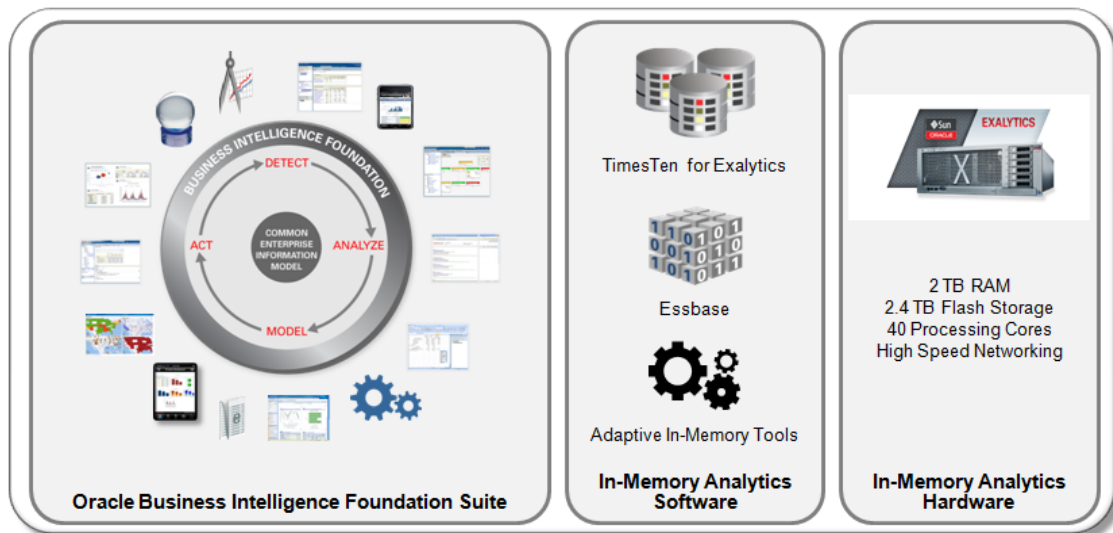 BUSINESS INTELLIGENCE FOUNDATION
DETECT
ACT
COMMON
ENTERPRISE
INFORMATION
MODEL
ANALYZE
MODEL
Oracle Business Intelligence Foundation Suite
TimesTen for Exalytics
110101
Essbase
Adaptive In-Memory Tools
In-Memory Analytics
Software
Sun
ORACLE
EXALYTICS
X
2 TB RAM
2.4 TB Flash Storage
40 Processing Cores
High Speed Networking
In-Memory Analytics
Hardware